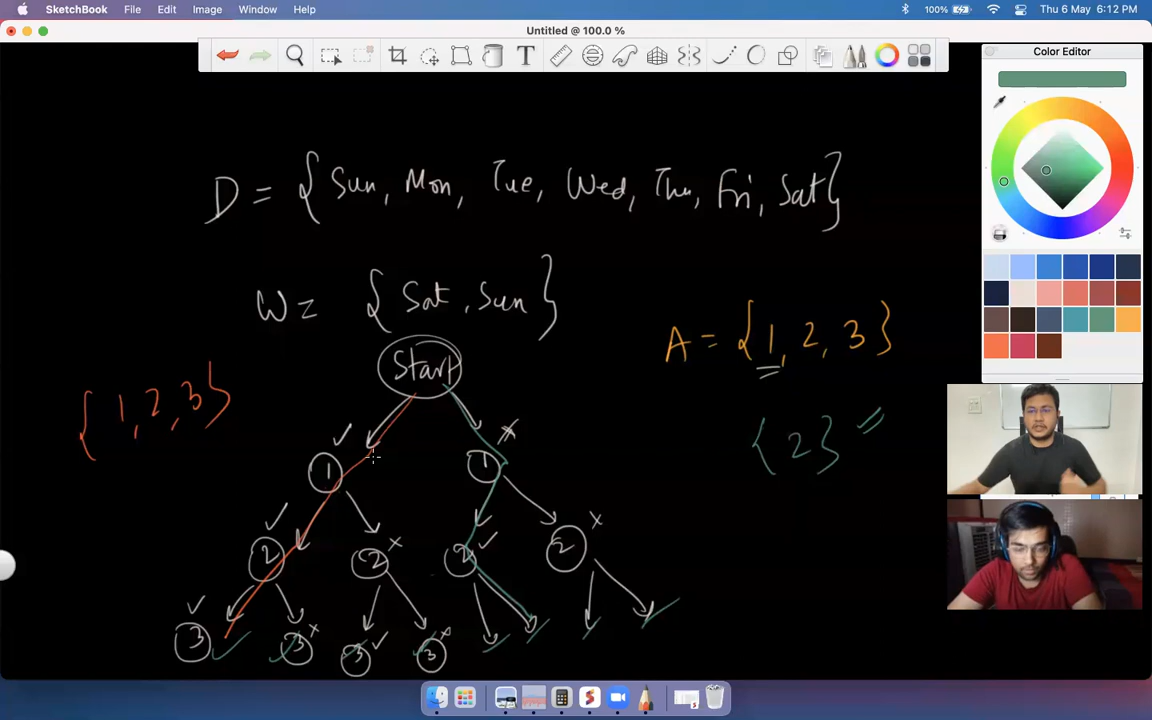 SketchBook File Edit Image Window Help 100% Thu 6 May 6:12 PM
Untitled @ 100.0 %
Color Editor
T
D = { Sun, Mon, Tue, Wed, Thu, Fri, Sat }
W = { Sat, Sun }
A = { 1, 2, 3 }
Start
{ 1, 2, 3 }
{ 2 }
1 1
2 2 2 2
3 3 3 3